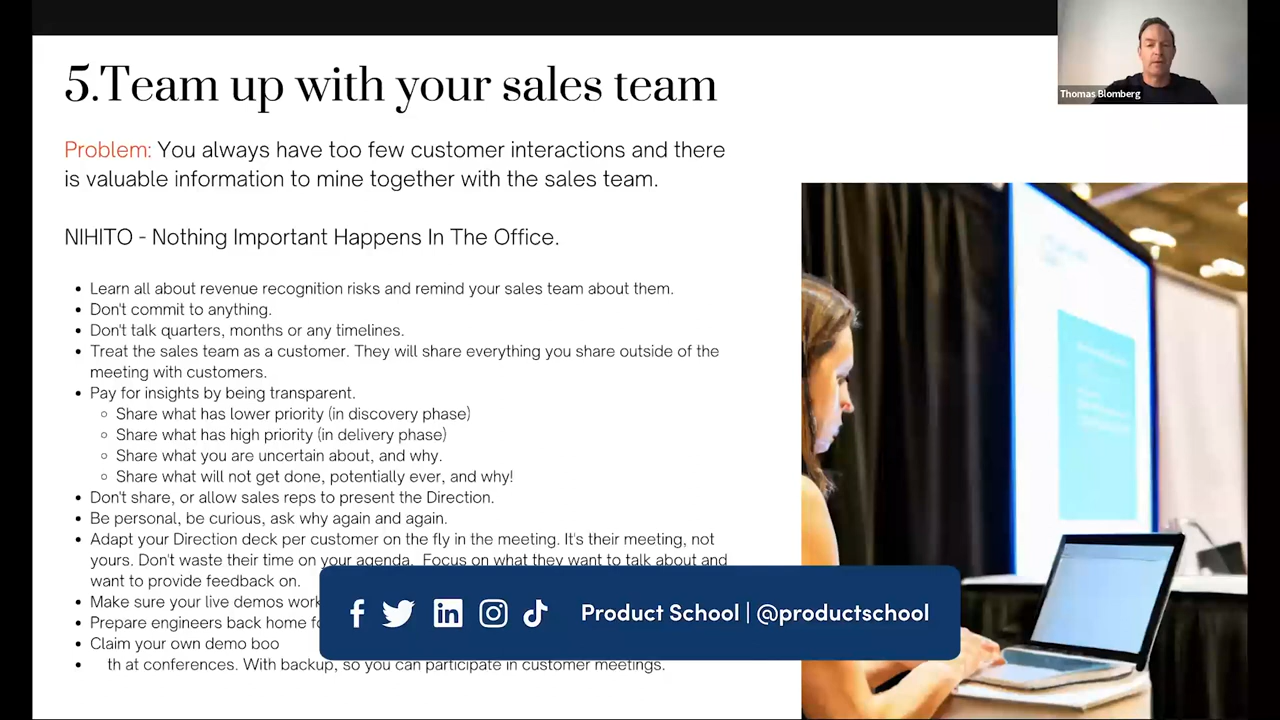 5.Team up with your sales team
Thomas Blomberg
Problem: You always have too few customer interactions and there
is valuable information to mine together with the sales team.
NIHITO - Nothing Important Happens In The Office.
• Learn all about revenue recognition risks and remind your sales team about them.
• Don't commit to anything.
• Don't talk quarters, months or any timelines.
• Treat the sales team as a customer. They will share everything you share outside of the
meeting with customers.
• Pay for insights by being transparent.
◦ Share what has lower priority (in discovery phase)
◦ Share what has high priority (in delivery phase)
◦ Share what you are uncertain about, and why.
◦ Share what will not get done, potentially ever, and why!
• Don't share, or allow sales reps to present the Direction.
• Be personal, be curious, ask why again and again.
• Adapt your Direction deck per customer on the fly in the meeting. It's their meeting, not
yours. Don't waste their time on your agenda. Focus on what they want to talk about and
want to provide feedback on.
• Make sure your live demos work
• Prepare engineers back home
• Claim your own demo boo
• th at conferences. With backup, so you can participate in customer meetings.
Product School | @productschool